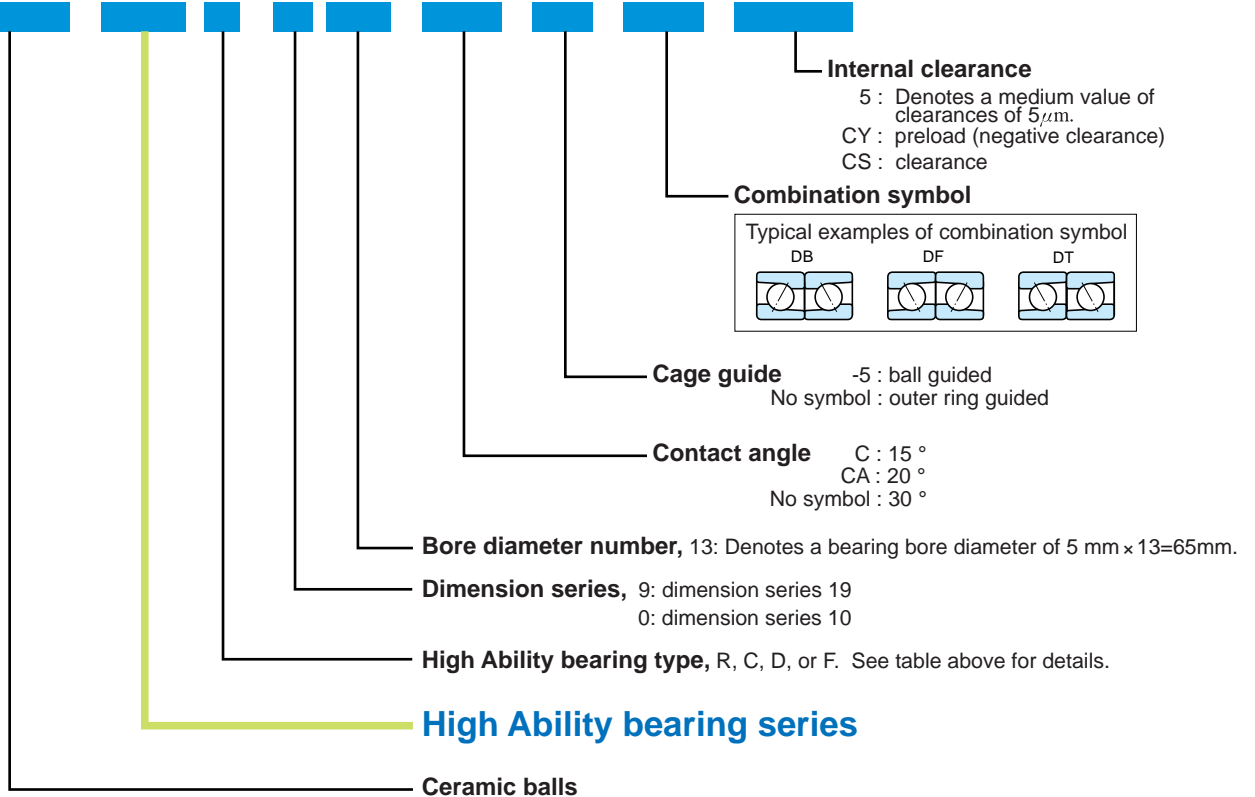 Internal clearance
5 : Denotes a medium value of
clearances of 5μm.
CY : preload (negative clearance)
CS : clearance
Combination symbol
Typical examples of combination symbol
DB DF DT
Cage guide -5 : ball guided
No symbol : outer ring guided
Contact angle C : 15 °
CA : 20 °
No symbol : 30 °
Bore diameter number, 13: Denotes a bearing bore diameter of 5 mm×13=65mm.
Dimension series, 9: dimension series 19
0: dimension series 10
High Ability bearing type, R, C, D, or F. See table above for details.
High Ability bearing series
Ceramic balls